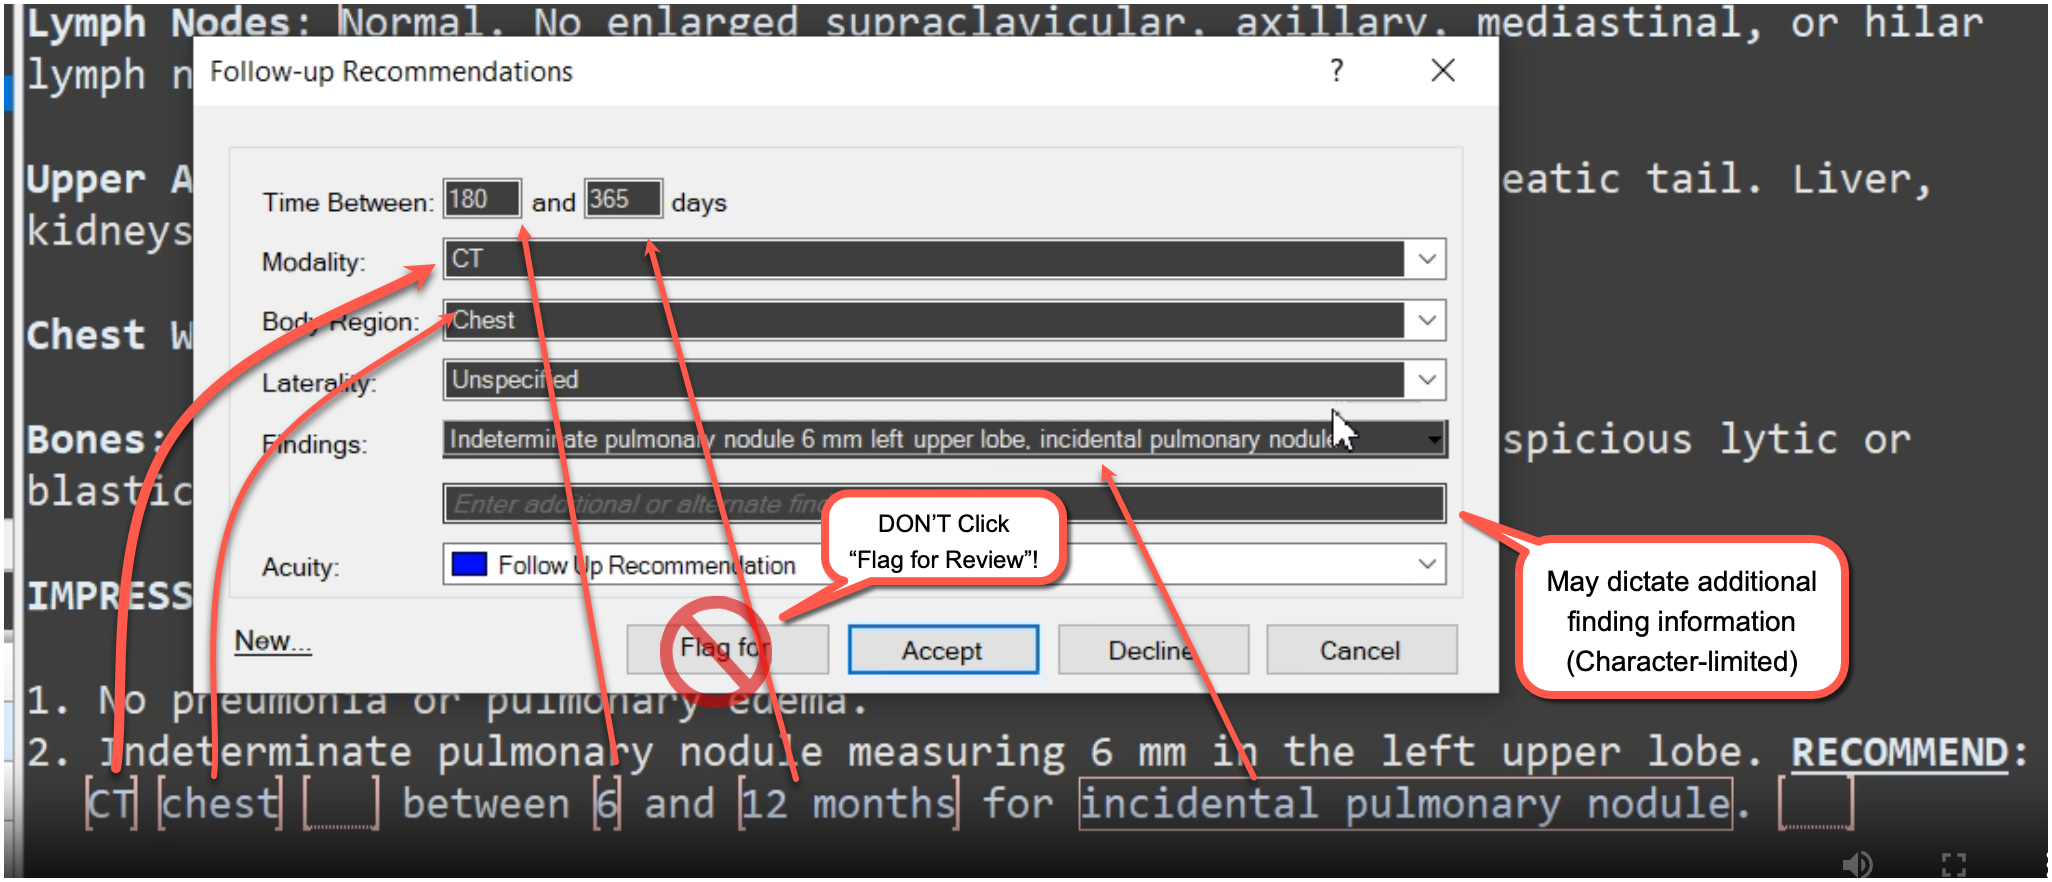 Lymph Nodes: Normal. No enlarged supraclavicular, axillary, mediastinal, or hilar
lymph n
Follow-up Recommendations ?
Upper A eatic tail. Liver,
kidneys
Time Between: 180 and 365 days
Modality: CT
Body Region: Chest
Chest W
Laterality: Unspecified
Findings: Indeterminate pulmonary nodule 6 mm left upper lobe, incidental pulmonary nodule
Bones: spicious lytic or
blastic
Enter additional or alternate find
DON'T Click
“Flag for Review”!
Acuity: Follow Up Recommendation
May dictate additional
finding information
(Character-limited)
IMPRESS
New... Flag for Accept Decline Cancel
1. No pneumonia or pulmonary edema.
2. Indeterminate pulmonary nodule measuring 6 mm in the left upper lobe. RECOMMEND:
[CT] [chest] [ ] between [6] and [12 months] for [incidental pulmonary nodule]. [ ]